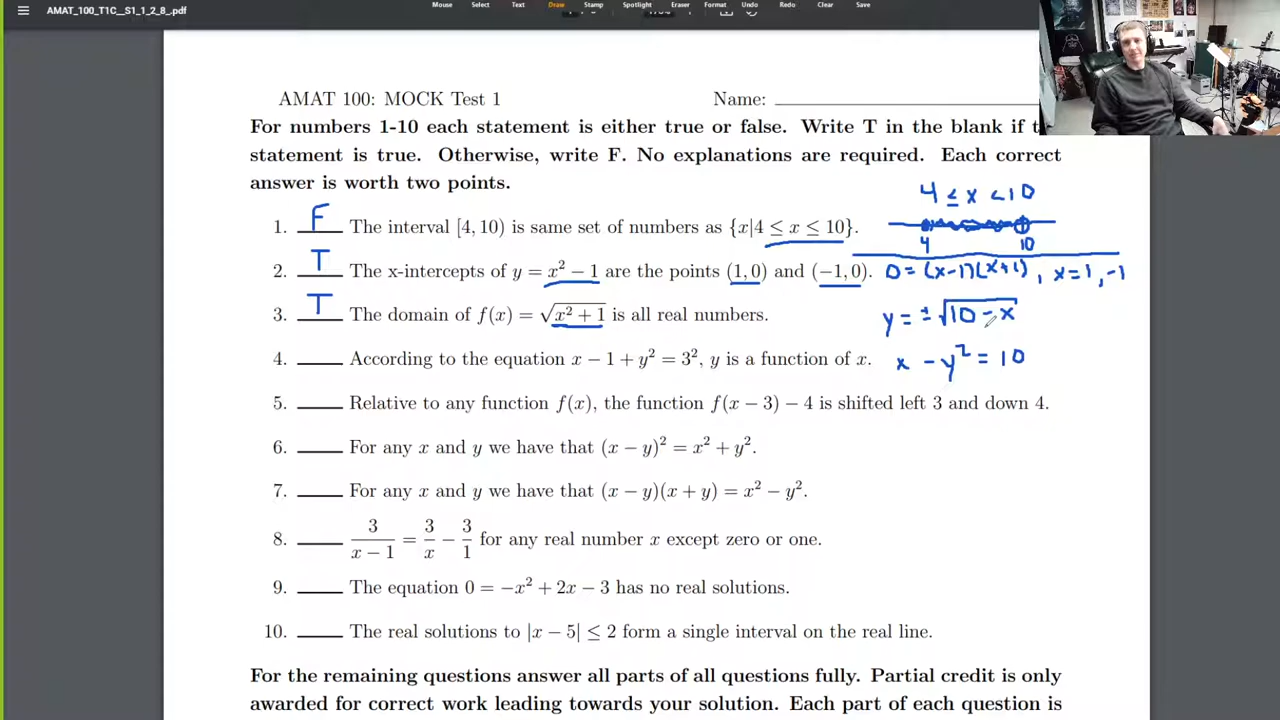 AMAT_100_T1C__S1_1_2_8_.pdf
Mouse Select Text Draw Stamp Spotlight Eraser Format Undo Redo Clear Save
AMAT 100: MOCK Test 1 Name:
For numbers 1-10 each statement is either true or false. Write T in the blank if t
statement is true. Otherwise, write F. No explanations are required. Each correct
answer is worth two points.
4 ≤ x < 10
1. F The interval [4, 10) is same set of numbers as {x|4 ≤ x ≤ 10}.
4 10
2. T The x-intercepts of y = x² − 1 are the points (1, 0) and (−1, 0). 0 = (x-1)(x+1), x = 1, -1
3. T The domain of f(x) = √(x² + 1) is all real numbers. y = ± √(10 - x)
4. According to the equation x − 1 + y² = 3², y is a function of x. x - y² = 10
5. Relative to any function f(x), the function f(x − 3) − 4 is shifted left 3 and down 4.
6. For any x and y we have that (x − y)² = x² + y².
7. For any x and y we have that (x − y)(x + y) = x² − y².
8. 3/(x − 1) = 3/x − 3/1 for any real number x except zero or one.
9. The equation 0 = −x² + 2x − 3 has no real solutions.
10. The real solutions to |x − 5| ≤ 2 form a single interval on the real line.
For the remaining questions answer all parts of all questions fully. Partial credit is only
awarded for correct work leading towards your solution. Each part of each question is